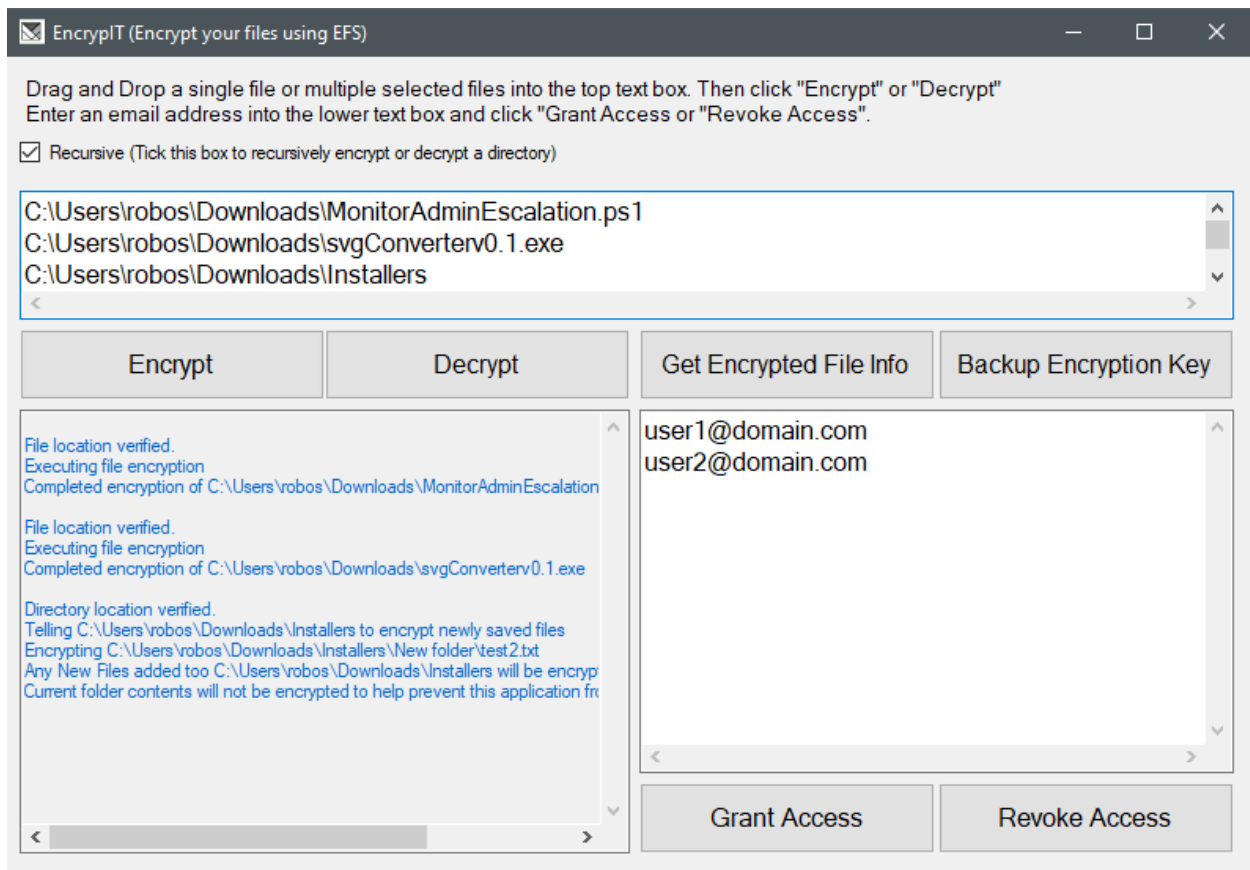 EncrypIT (Encrypt your files using EFS)
Drag and Drop a single file or multiple selected files into the top text box. Then click "Encrypt" or "Decrypt"
Enter an email address into the lower text box and click "Grant Access or "Revoke Access".
Recursive (Tick this box to recursively encrypt or decrypt a directory)
C:\Users\robos\Downloads\MonitorAdminEscalation.ps1
C:\Users\robos\Downloads\svgConverterv0.1.exe
C:\Users\robos\Downloads\Installers
Encrypt
Decrypt
Get Encrypted File Info
Backup Encryption Key
File location verified.
Executing file encryption
Completed encryption of C:\Users\robos\Downloads\MonitorAdminEscalation
File location verified.
Executing file encryption
Completed encryption of C:\Users\robos\Downloads\svgConverterv0.1.exe
Directory location verified.
Telling C:\Users\robos\Downloads\Installers to encrypt newly saved files
Encrypting C:\Users\robos\Downloads\Installers\New folder\test2.txt
Any New Files added too C:\Users\robos\Downloads\Installers will be encryp
Current folder contents will not be encrypted to help prevent this application fro
user1@domain.com
user2@domain.com
Grant Access
Revoke Access